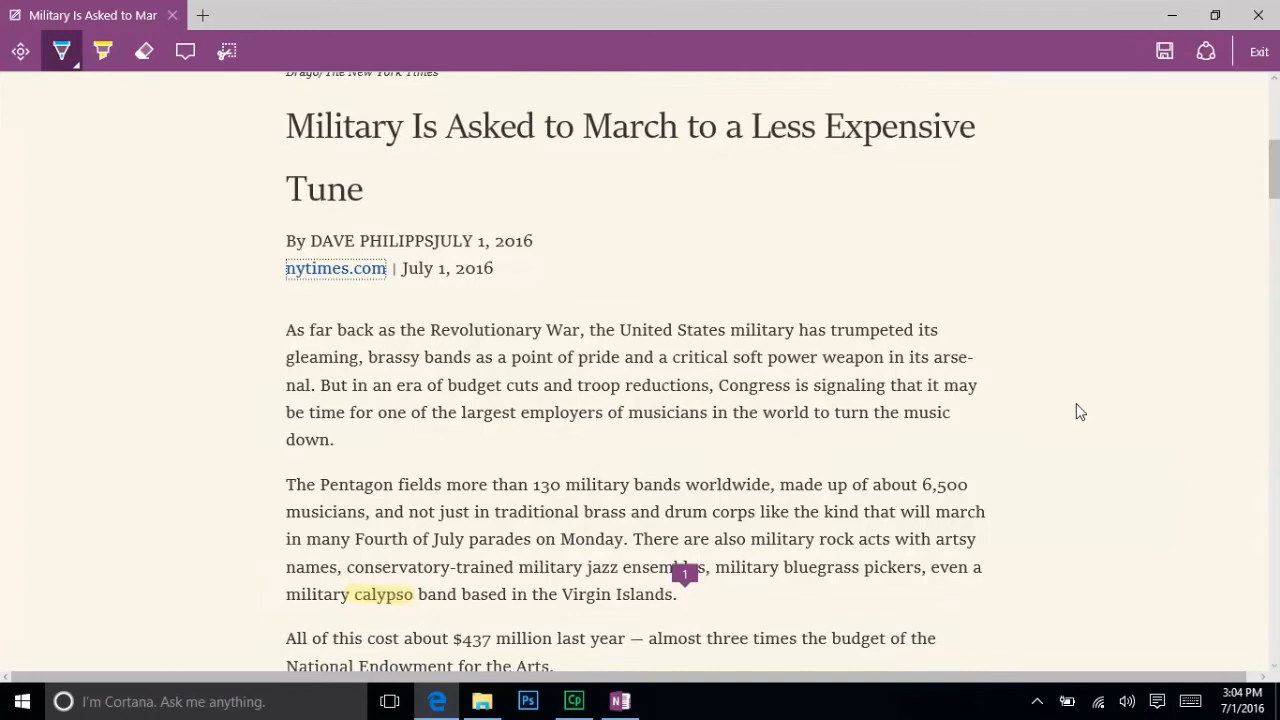 Military Is Asked to Mar
Exit
Drago/The New York Times
Military Is Asked to March to a Less Expensive
Tune
By DAVE PHILIPPSJULY 1, 2016
nytimes.com | July 1, 2016
As far back as the Revolutionary War, the United States military has trumpeted its
gleaming, brassy bands as a point of pride and a critical soft power weapon in its arse-
nal. But in an era of budget cuts and troop reductions, Congress is signaling that it may
be time for one of the largest employers of musicians in the world to turn the music
down.
The Pentagon fields more than 130 military bands worldwide, made up of about 6,500
musicians, and not just in traditional brass and drum corps like the kind that will march
in many Fourth of July parades on Monday. There are also military rock acts with artsy
names, conservatory-trained military jazz ensembles, military bluegrass pickers, even a
1
military calypso band based in the Virgin Islands.
All of this cost about $437 million last year — almost three times the budget of the
National Endowment for the Arts.
I'm Cortana. Ask me anything.
Ps
Cp
N
3:04 PM
7/1/2016